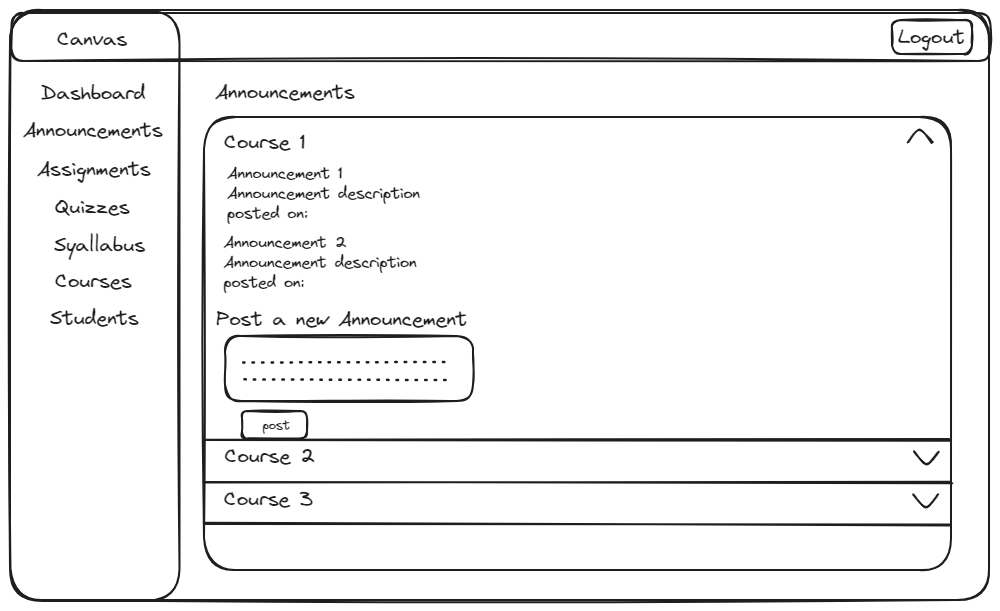 Canvas
Logout
Dashboard
Announcements
Assignments
Quizzes
Syallabus
Courses
Students
Announcements
Course 1
Announcement 1
Announcement description
posted on:
Announcement 2
Announcement description
posted on:
Post a new Announcement
post
Course 2
Course 3